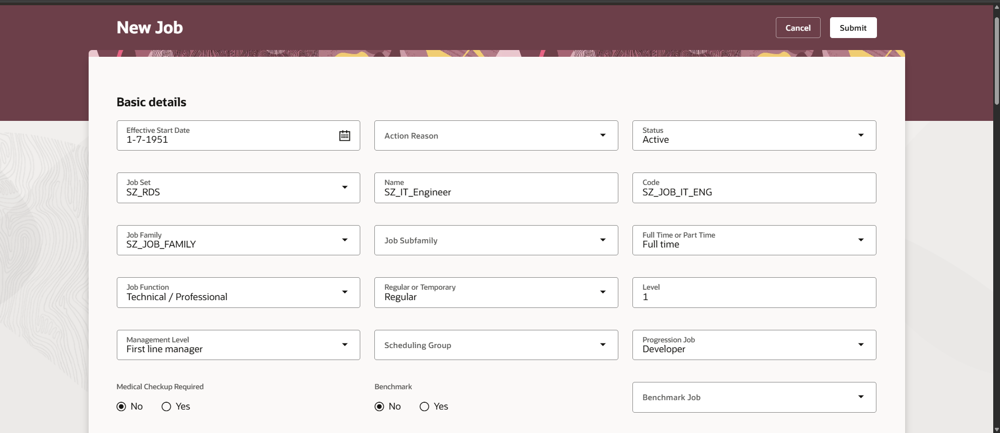 New Job
Cancel
Submit
Basic details
Effective Start Date
1-7-1951
Action Reason
Status
Active
Job Set
SZ_RDS
Name
SZ_IT_Engineer
Code
SZ_JOB_IT_ENG
Job Family
SZ_JOB_FAMILY
Job Subfamily
Full Time or Part Time
Full time
Job Function
Technical / Professional
Regular or Temporary
Regular
Level
1
Management Level
First line manager
Scheduling Group
Progression Job
Developer
Medical Checkup Required
No Yes
Benchmark
No Yes
Benchmark Job